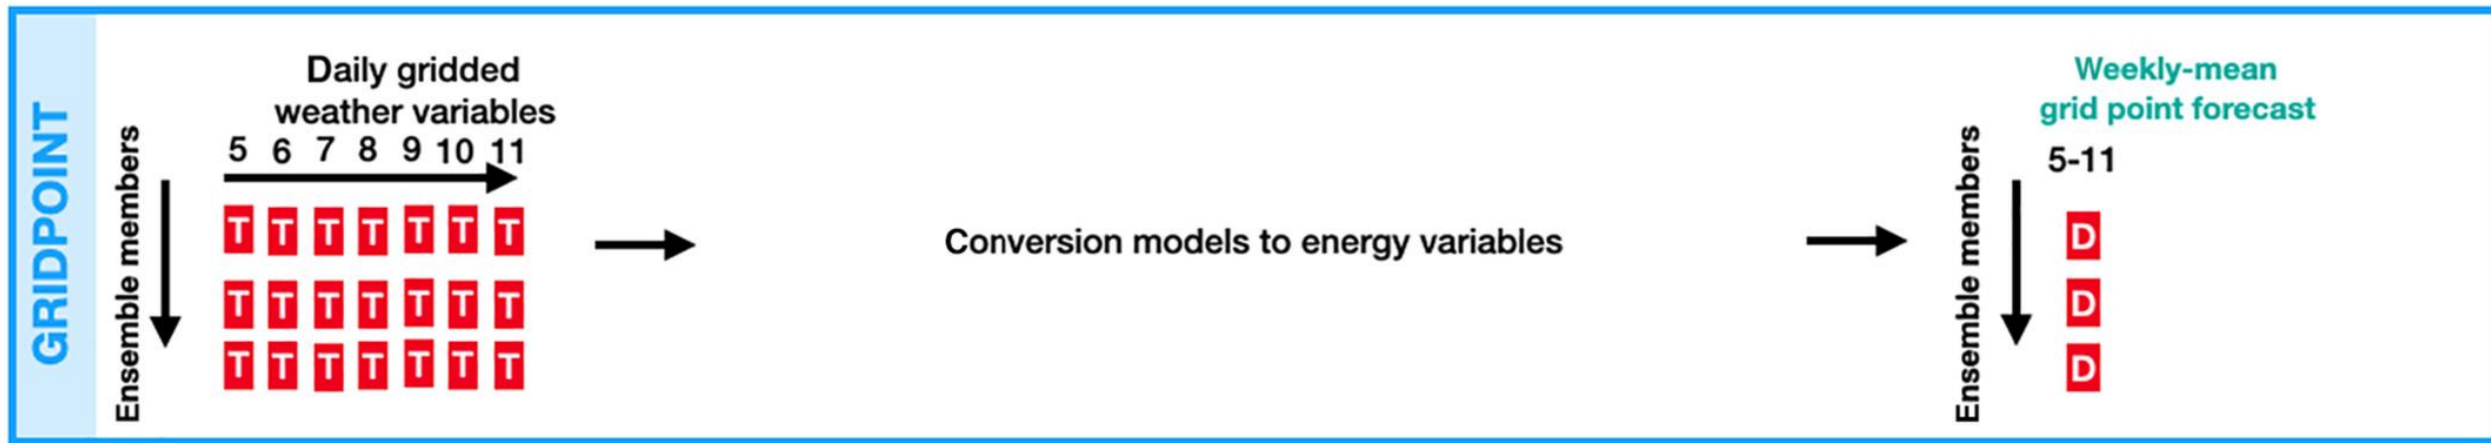 GRIDPOINT
Ensemble members
Daily gridded
weather variables
5 6 7 8 9 10 11
T T T T T T T
T T T T T T T
T T T T T T T
Conversion models to energy variables
Ensemble members
Weekly-mean
grid point forecast
5-11
D
D
D